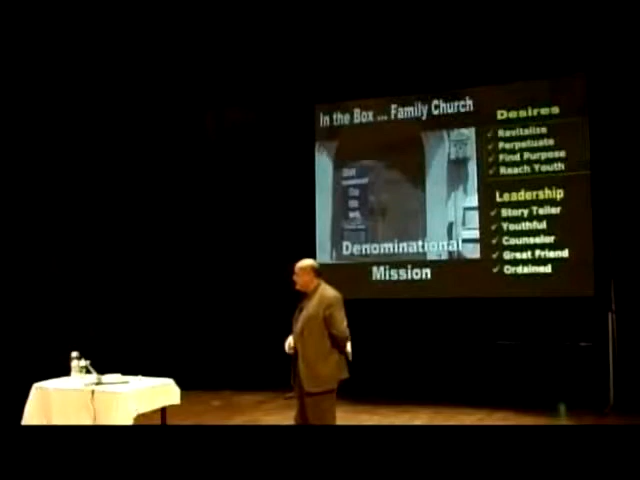 In the Box ... Family Church
Desires
✓ Revitalize
✓ Perpetuate
✓ Find Purpose
✓ Reach Youth
Leadership
✓ Story Teller
✓ Youthful
✓ Counselor
✓ Great Friend
✓ Ordained
Denominational
Mission